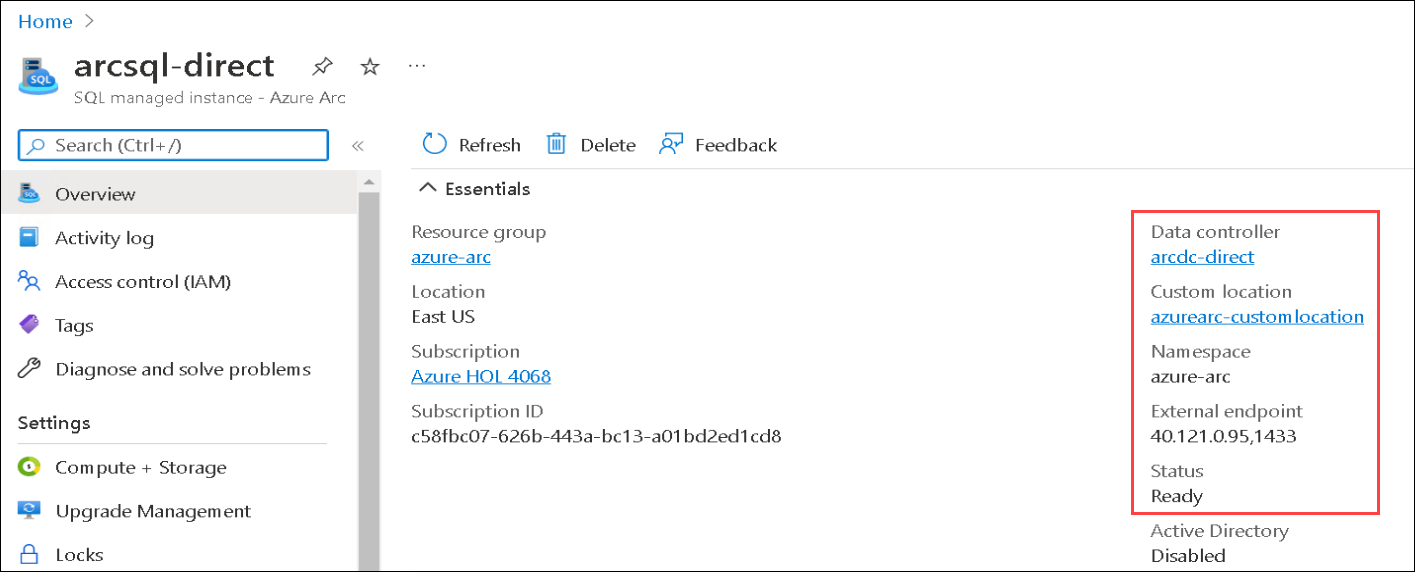 Home
arcsql-direct
SQL managed instance - Azure Arc
Search (Ctrl+/)
Overview
Activity log
Access control (IAM)
Tags
Diagnose and solve problems
Settings
Compute + Storage
Upgrade Management
Locks
Refresh
Delete
Feedback
Essentials
Resource group
azure-arc
Location
East US
Subscription
Azure HOL 4068
Subscription ID
c58fbc07-626b-443a-bc13-a01bd2ed1cd8
Data controller
arcdc-direct
Custom location
azurearc-customlocation
Namespace
azure-arc
External endpoint
40.121.0.95,1433
Status
Ready
Active Directory
Disabled